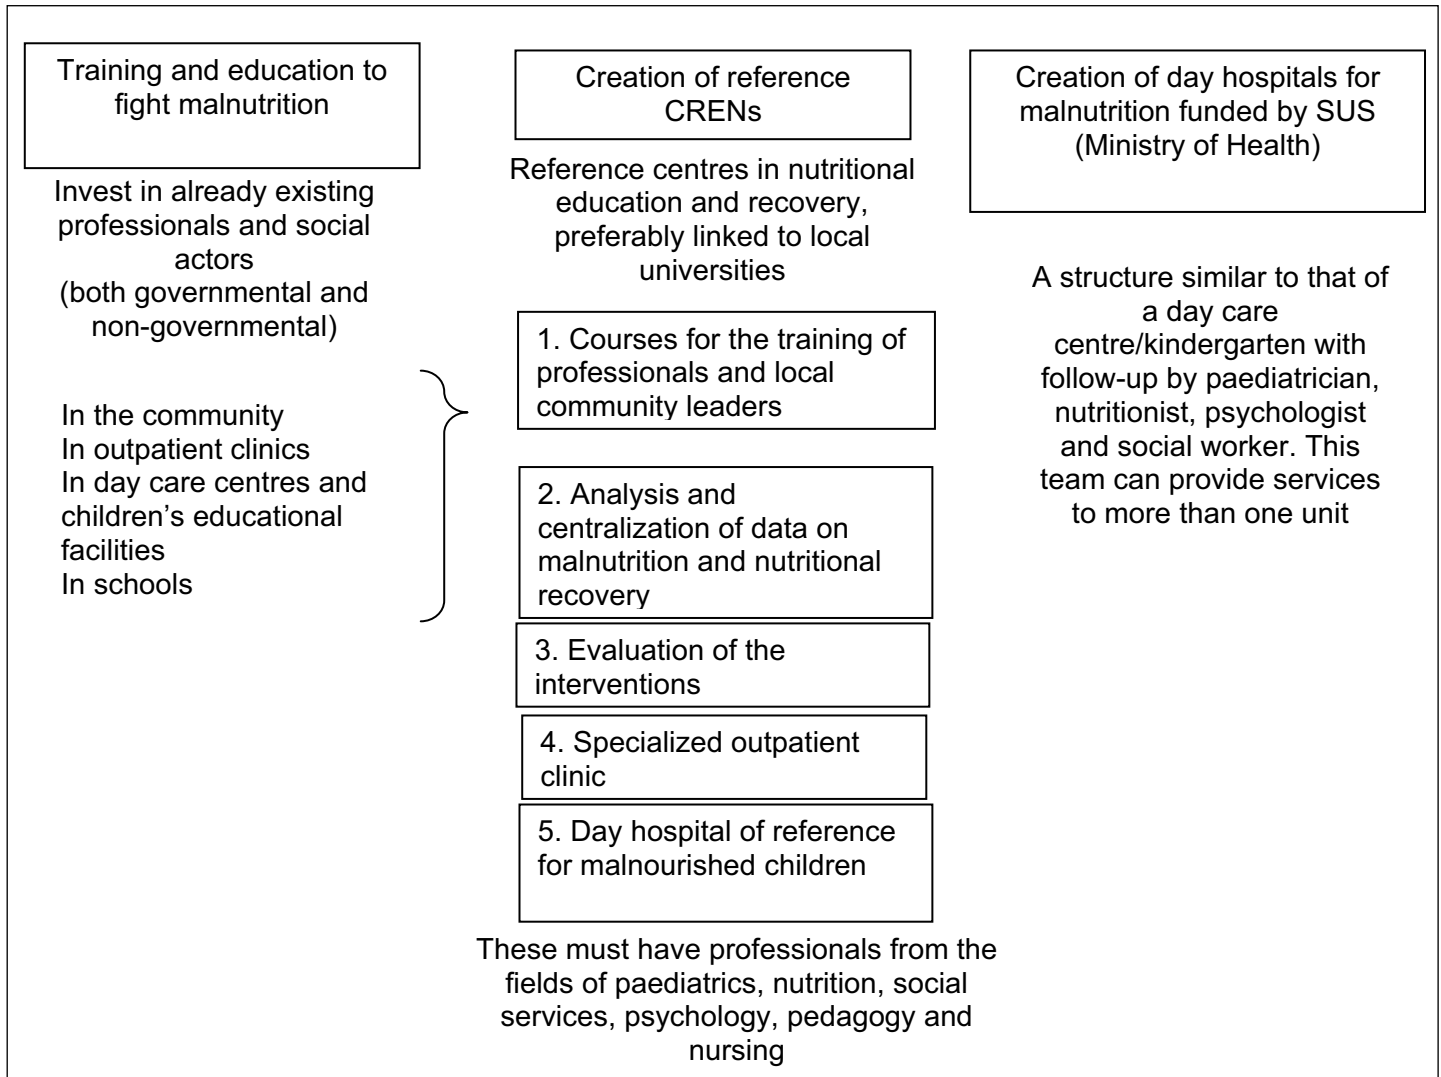 Training and education to
fight malnutrition
Invest in already existing
professionals and social
actors
(both governmental and
non-governmental)
In the community
In outpatient clinics
In day care centres and
children’s educational
facilities
In schools
Creation of reference
CRENs
Reference centres in nutritional
education and recovery,
preferably linked to local
universities
1. Courses for the training of
professionals and local
community leaders
2. Analysis and
centralization of data on
malnutrition and nutritional
recovery
3. Evaluation of the
interventions
4. Specialized outpatient
clinic
5. Day hospital of reference
for malnourished children
These must have professionals from the
fields of paediatrics, nutrition, social
services, psychology, pedagogy and
nursing
Creation of day hospitals for
malnutrition funded by SUS
(Ministry of Health)
A structure similar to that of
a day care
centre/kindergarten with
follow-up by paediatrician,
nutritionist, psychologist
and social worker. This
team can provide services
to more than one unit